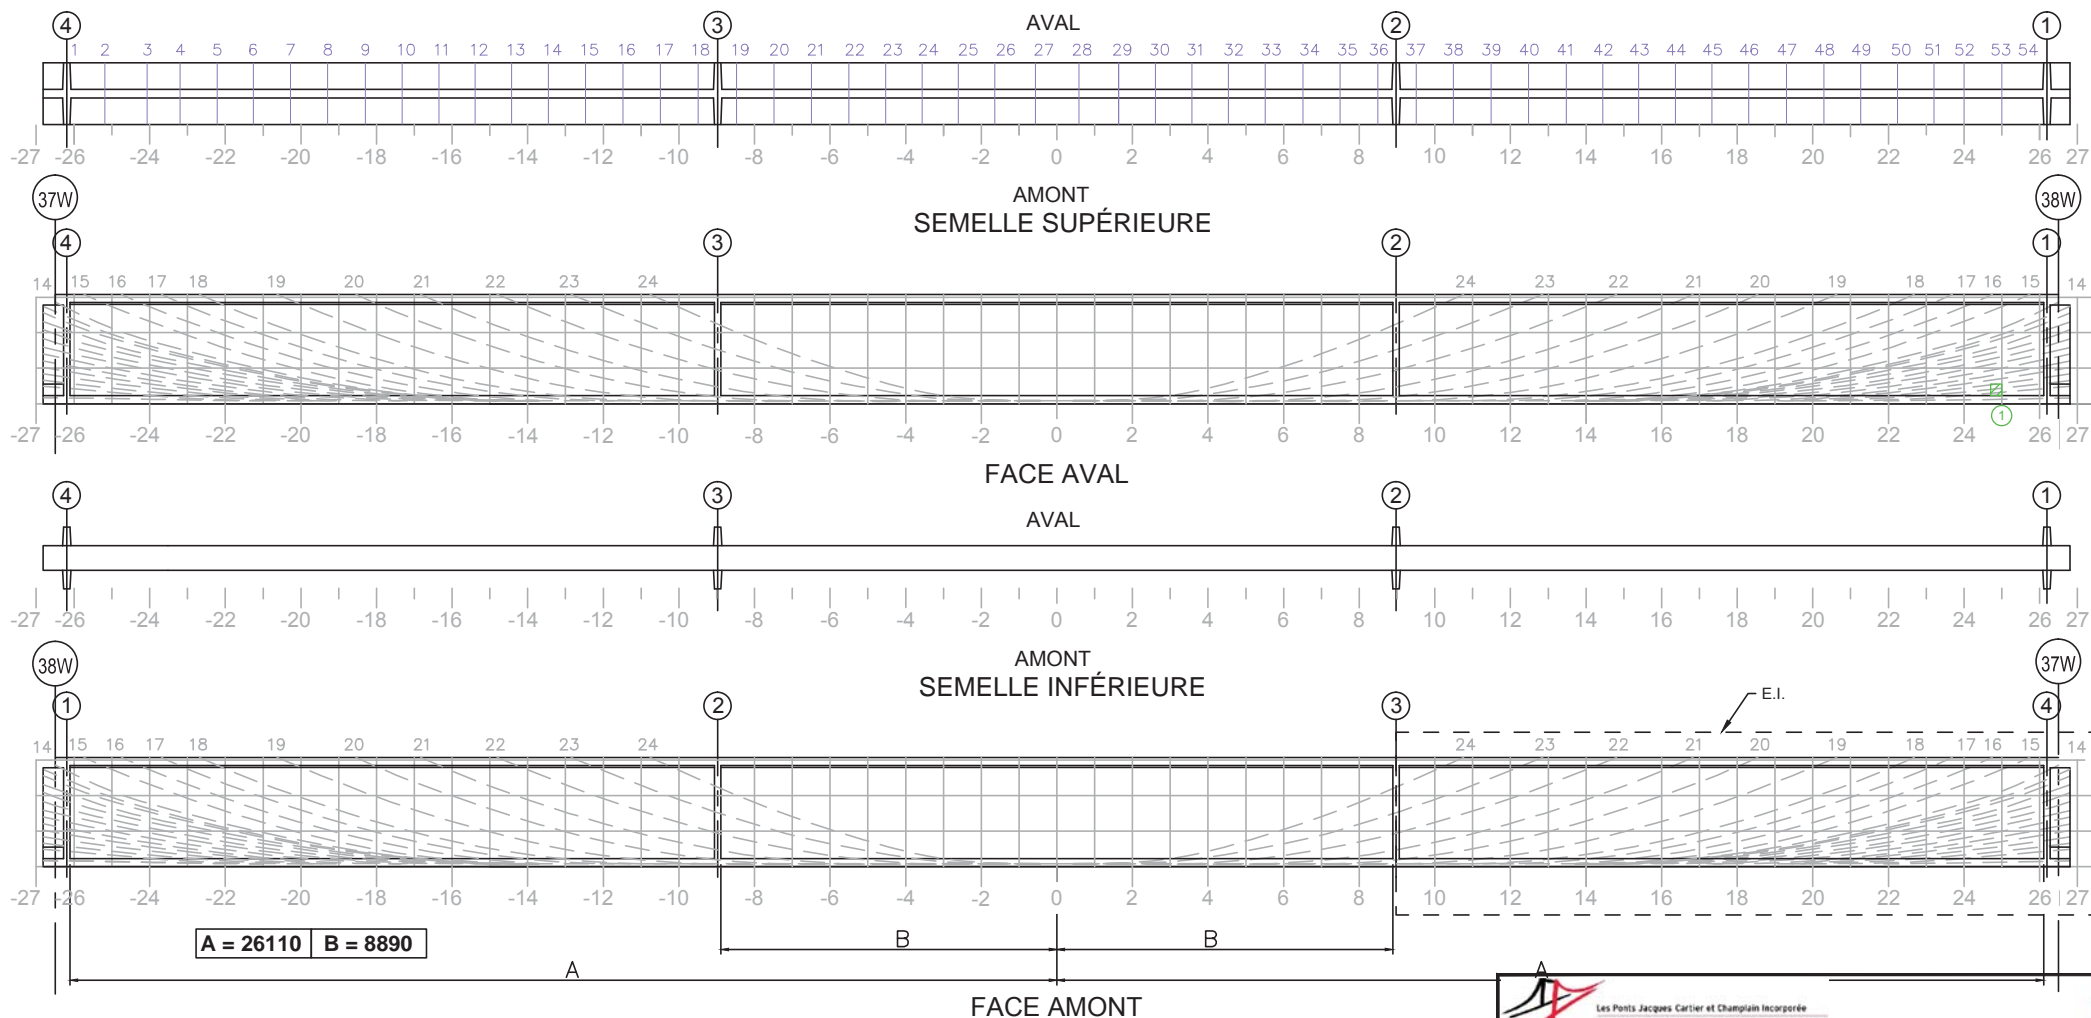 4 3 AVAL 2 1
1 2 3 4 5 6 7 8 9 10 11 12 13 14 15 16 17 18 19 20 21 22 23 24 25 26 27 28 29 30 31 32 33 34 35 36 37 38 39 40 41 42 43 44 45 46 47 48 49 50 51 52 53 54
-27 -26 -24 -22 -20 -18 -16 -14 -12 -10 -8 -6 -4 -2 0 2 4 6 8 10 12 14 16 18 20 22 24 26 27
37W AMONT 38W
SEMELLE SUPÉRIEURE
4 3 2 1
14 15 16 17 18 19 20 21 22 23 24 24 23 22 21 20 19 18 17 16 15 14
1
-27 -26 -24 -22 -20 -18 -16 -14 -12 -10 -8 -6 -4 -2 0 2 4 6 8 10 12 14 16 18 20 22 24 26 27
FACE AVAL
4 3 2 1
AVAL
-27 -26 -24 -22 -20 -18 -16 -14 -12 -10 -8 -6 -4 -2 0 2 4 6 8 10 12 14 16 18 20 22 24 26 27
38W AMONT 37W
SEMELLE INFÉRIEURE
E.I.
1 2 3 4
14 15 16 17 18 19 20 21 22 23 24 24 23 22 21 20 19 18 17 16 15 14
-27 -26 -24 -22 -20 -18 -16 -14 -12 -10 -8 -6 -4 -2 0 2 4 6 8 10 12 14 16 18 20 22 24 26 27
A = 26110 B = 8890
B B
A A
FACE AMONT
Les Ponts Jacques Cartier et Champlain Incorporée